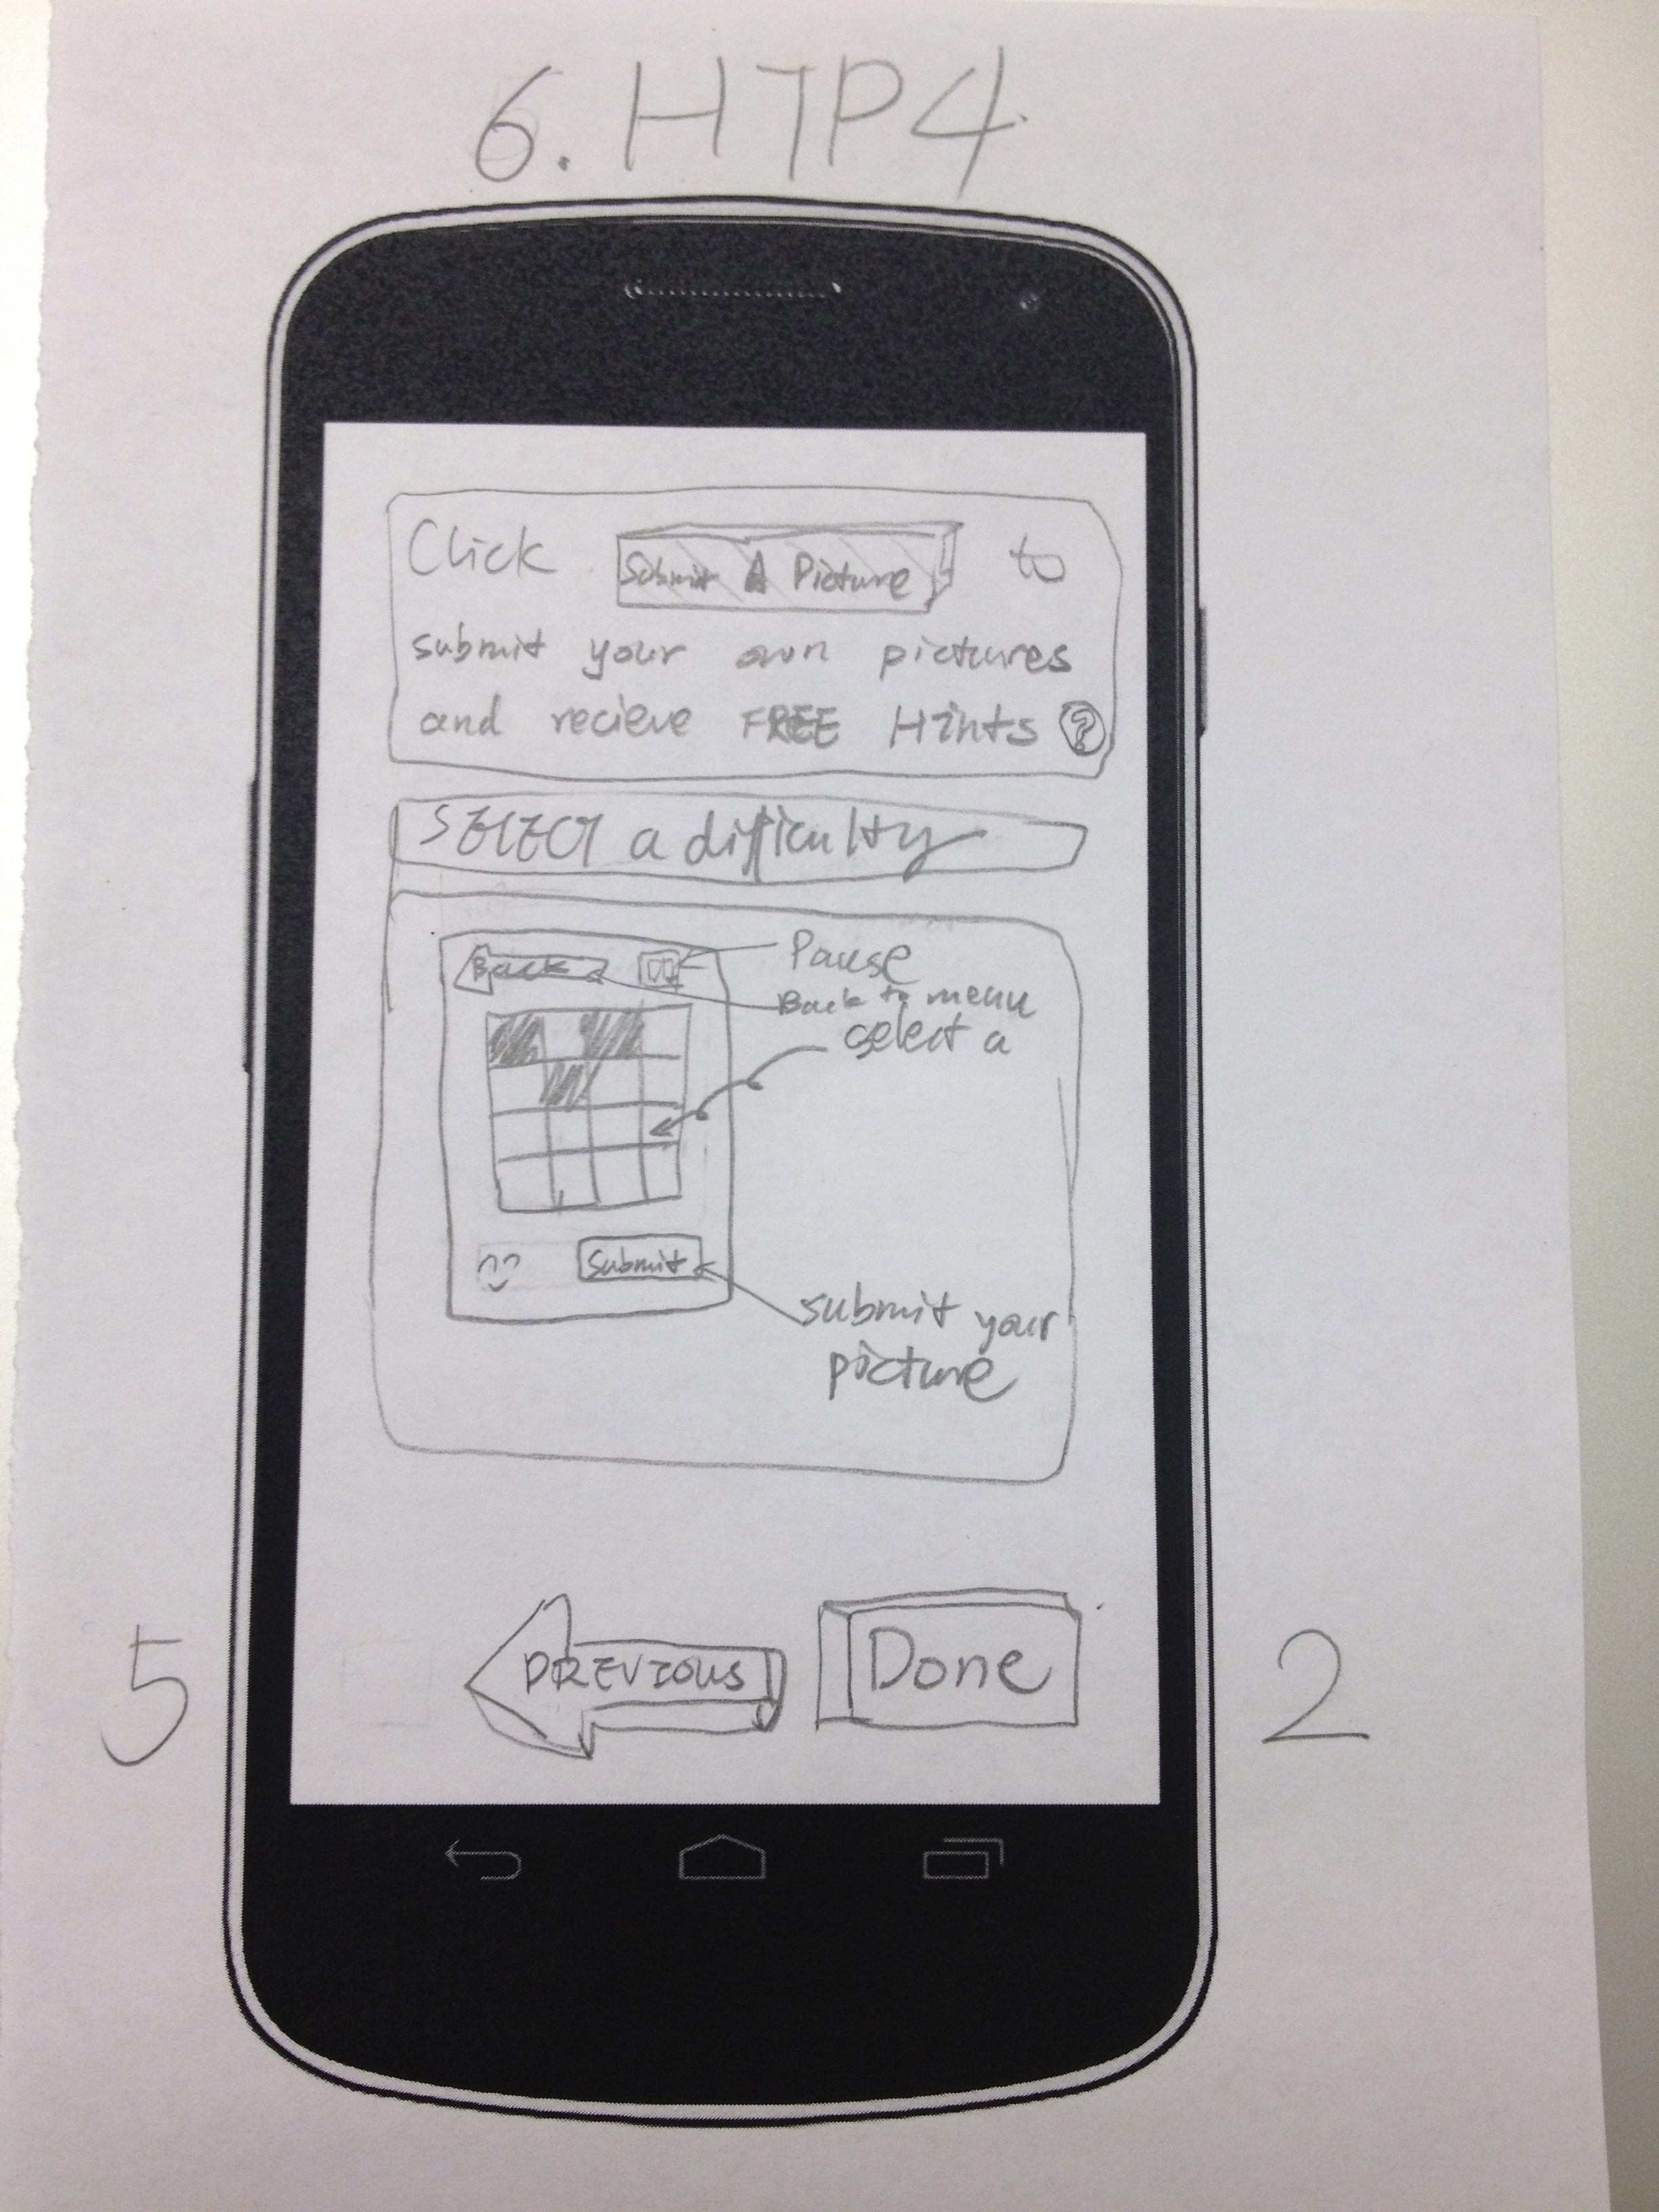 6. HTP4
Click Submit A Picture to
submit your own pictures
and recieve FREE Hints ?
SELECT a difficulty
Back Pause
Back to menu
select a
Submit
submit your
picture
5 PREVIOUS Done 2